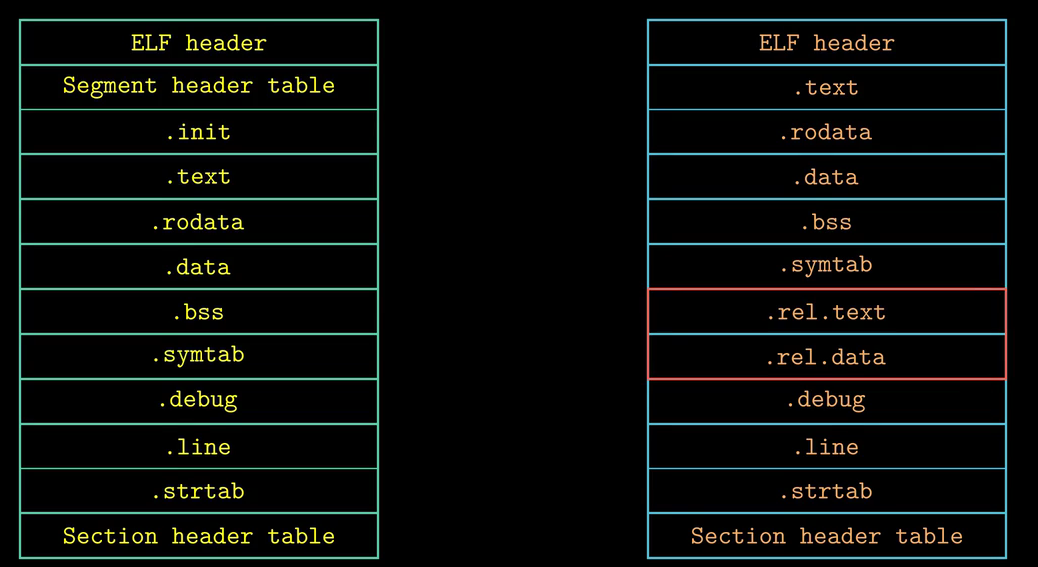 ELF header
Segment header table
.init
.text
.rodata
.data
.bss
.symtab
.debug
.line
.strtab
Section header table
ELF header
.text
.rodata
.data
.bss
.symtab
.rel.text
.rel.data
.debug
.line
.strtab
Section header table